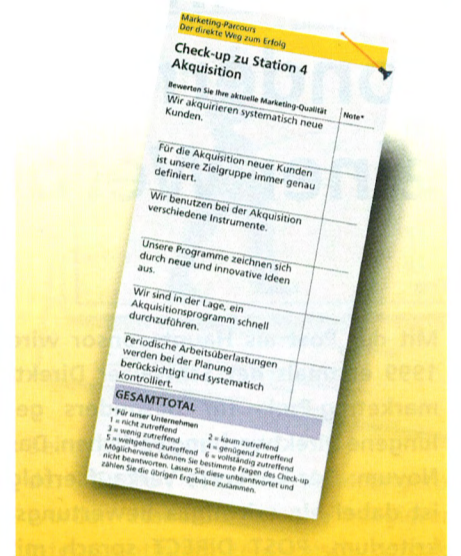 Marketing-Parcours
Der direkte Weg zum Erfolg
Check-up zu Station 4
Akquisition
Bewerten Sie Ihre aktuelle Marketing-Qualität Note*
Wir akquirieren systematisch neue
Kunden.
Für die Akquisition neuer Kunden
ist unsere Zielgruppe immer genau
definiert.
Wir benutzen bei der Akquisition
verschiedene Instrumente.
Unsere Programme zeichnen sich
durch neue und innovative Ideen
aus.
Wir sind in der Lage, ein
Akquisitionsprogramm schnell
durchzuführen.
Periodische Arbeitsüberlastungen
werden bei der Planung
berücksichtigt und systematisch
kontrolliert.
GESAMTTOTAL
* Für unser Unternehmen
1 = nicht zutreffend 2 = kaum zutreffend
3 = wenig zutreffend 4 = genügend zutreffend
5 = weitgehend zutreffend 6 = vollständig zutreffend
Möglicherweise können Sie bestimmte Fragen des Check-up
nicht beantworten. Lassen Sie diese unbeantwortet und
zählen Sie die übrigen Ergebnisse zusammen.